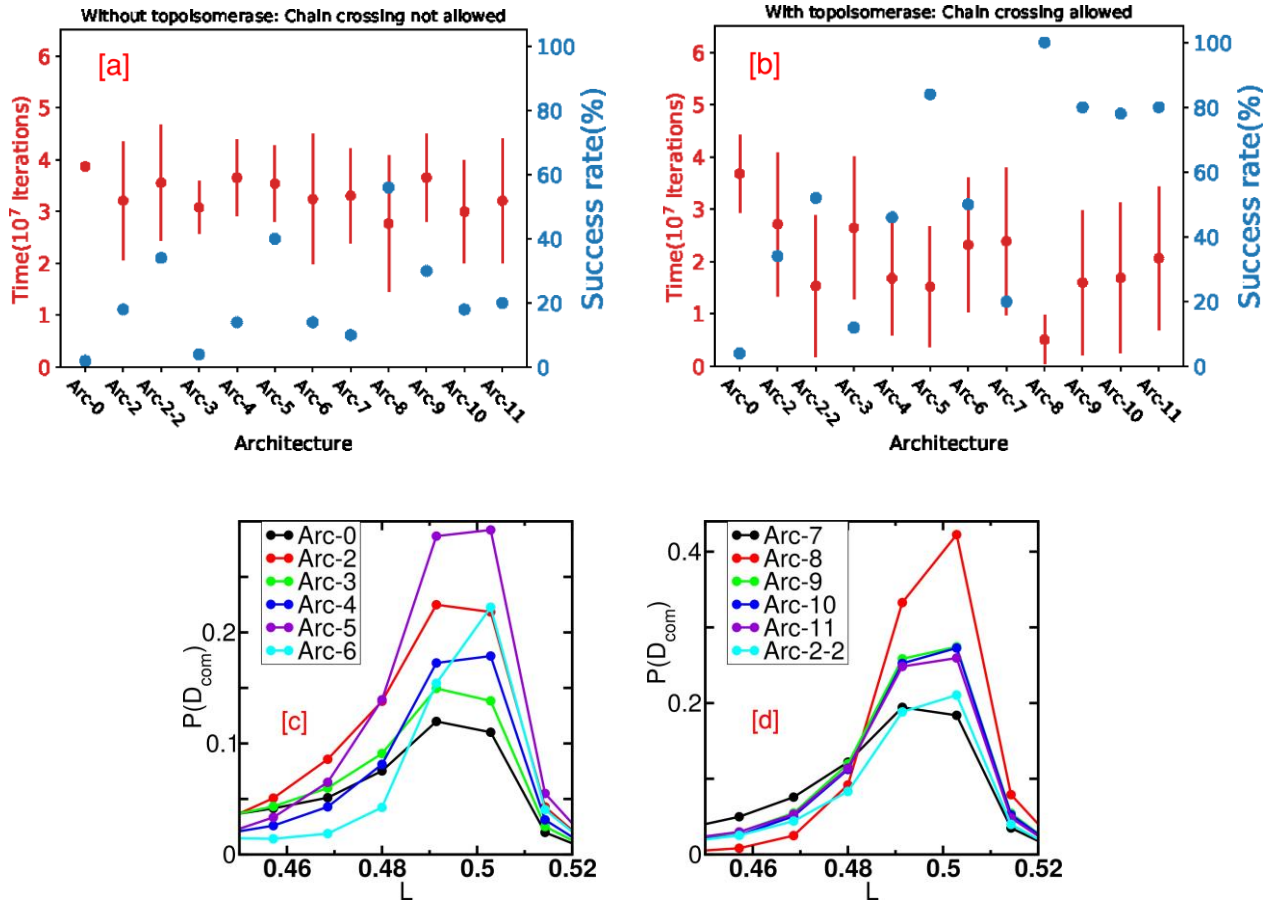 Without topoisomerase: Chain crossing not allowed
[a]
Time(10^7 Iterations)
6
5
4
3
2
1
0
100
80
60
40
20
0
Success rate(%)
Arc-0
Arc-2
Arc-2-2
Arc-3
Arc-4
Arc-5
Arc-6
Arc-7
Arc-8
Arc-9
Arc-10
Arc-11
Architecture
With topoisomerase: Chain crossing allowed
[b]
Time(10^7 Iterations)
6
5
4
3
2
1
0
100
80
60
40
20
0
Success rate(%)
Arc-0
Arc-2
Arc-2-2
Arc-3
Arc-4
Arc-5
Arc-6
Arc-7
Arc-8
Arc-9
Arc-10
Arc-11
Architecture
Arc-0
Arc-2
Arc-3
Arc-4
Arc-5
Arc-6
P(D_com)
0.2
0.1
0
[c]
0.46
0.48
0.5
0.52
L
Arc-7
Arc-8
Arc-9
Arc-10
Arc-11
Arc-2-2
P(D_com)
0.4
0.2
0
[d]
0.46
0.48
0.5
0.52
L